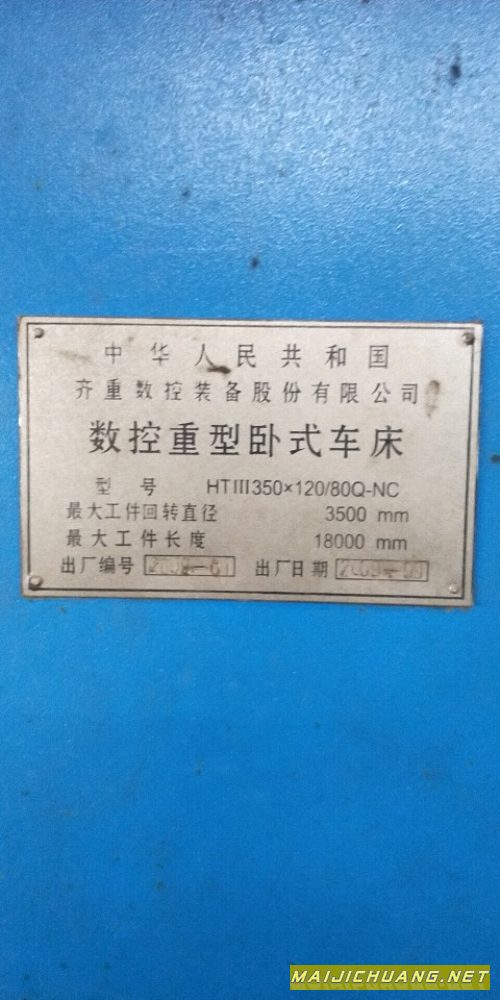 中华人民共和国
齐重数控装备股份有限公司
数控重型卧式车床
型号 HTIII350×120/80Q-NC
最大工件回转直径 3500 mm
最大工件长度 18000 mm
出厂编号 出厂日期
MAIJICHUANG.NET